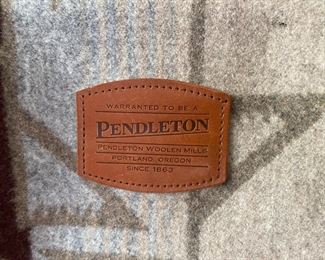 WARRANTED TO BE A
PENDLETON
PENDLETON WOOLEN MILLS
PORTLAND, OREGON
SINCE 1863